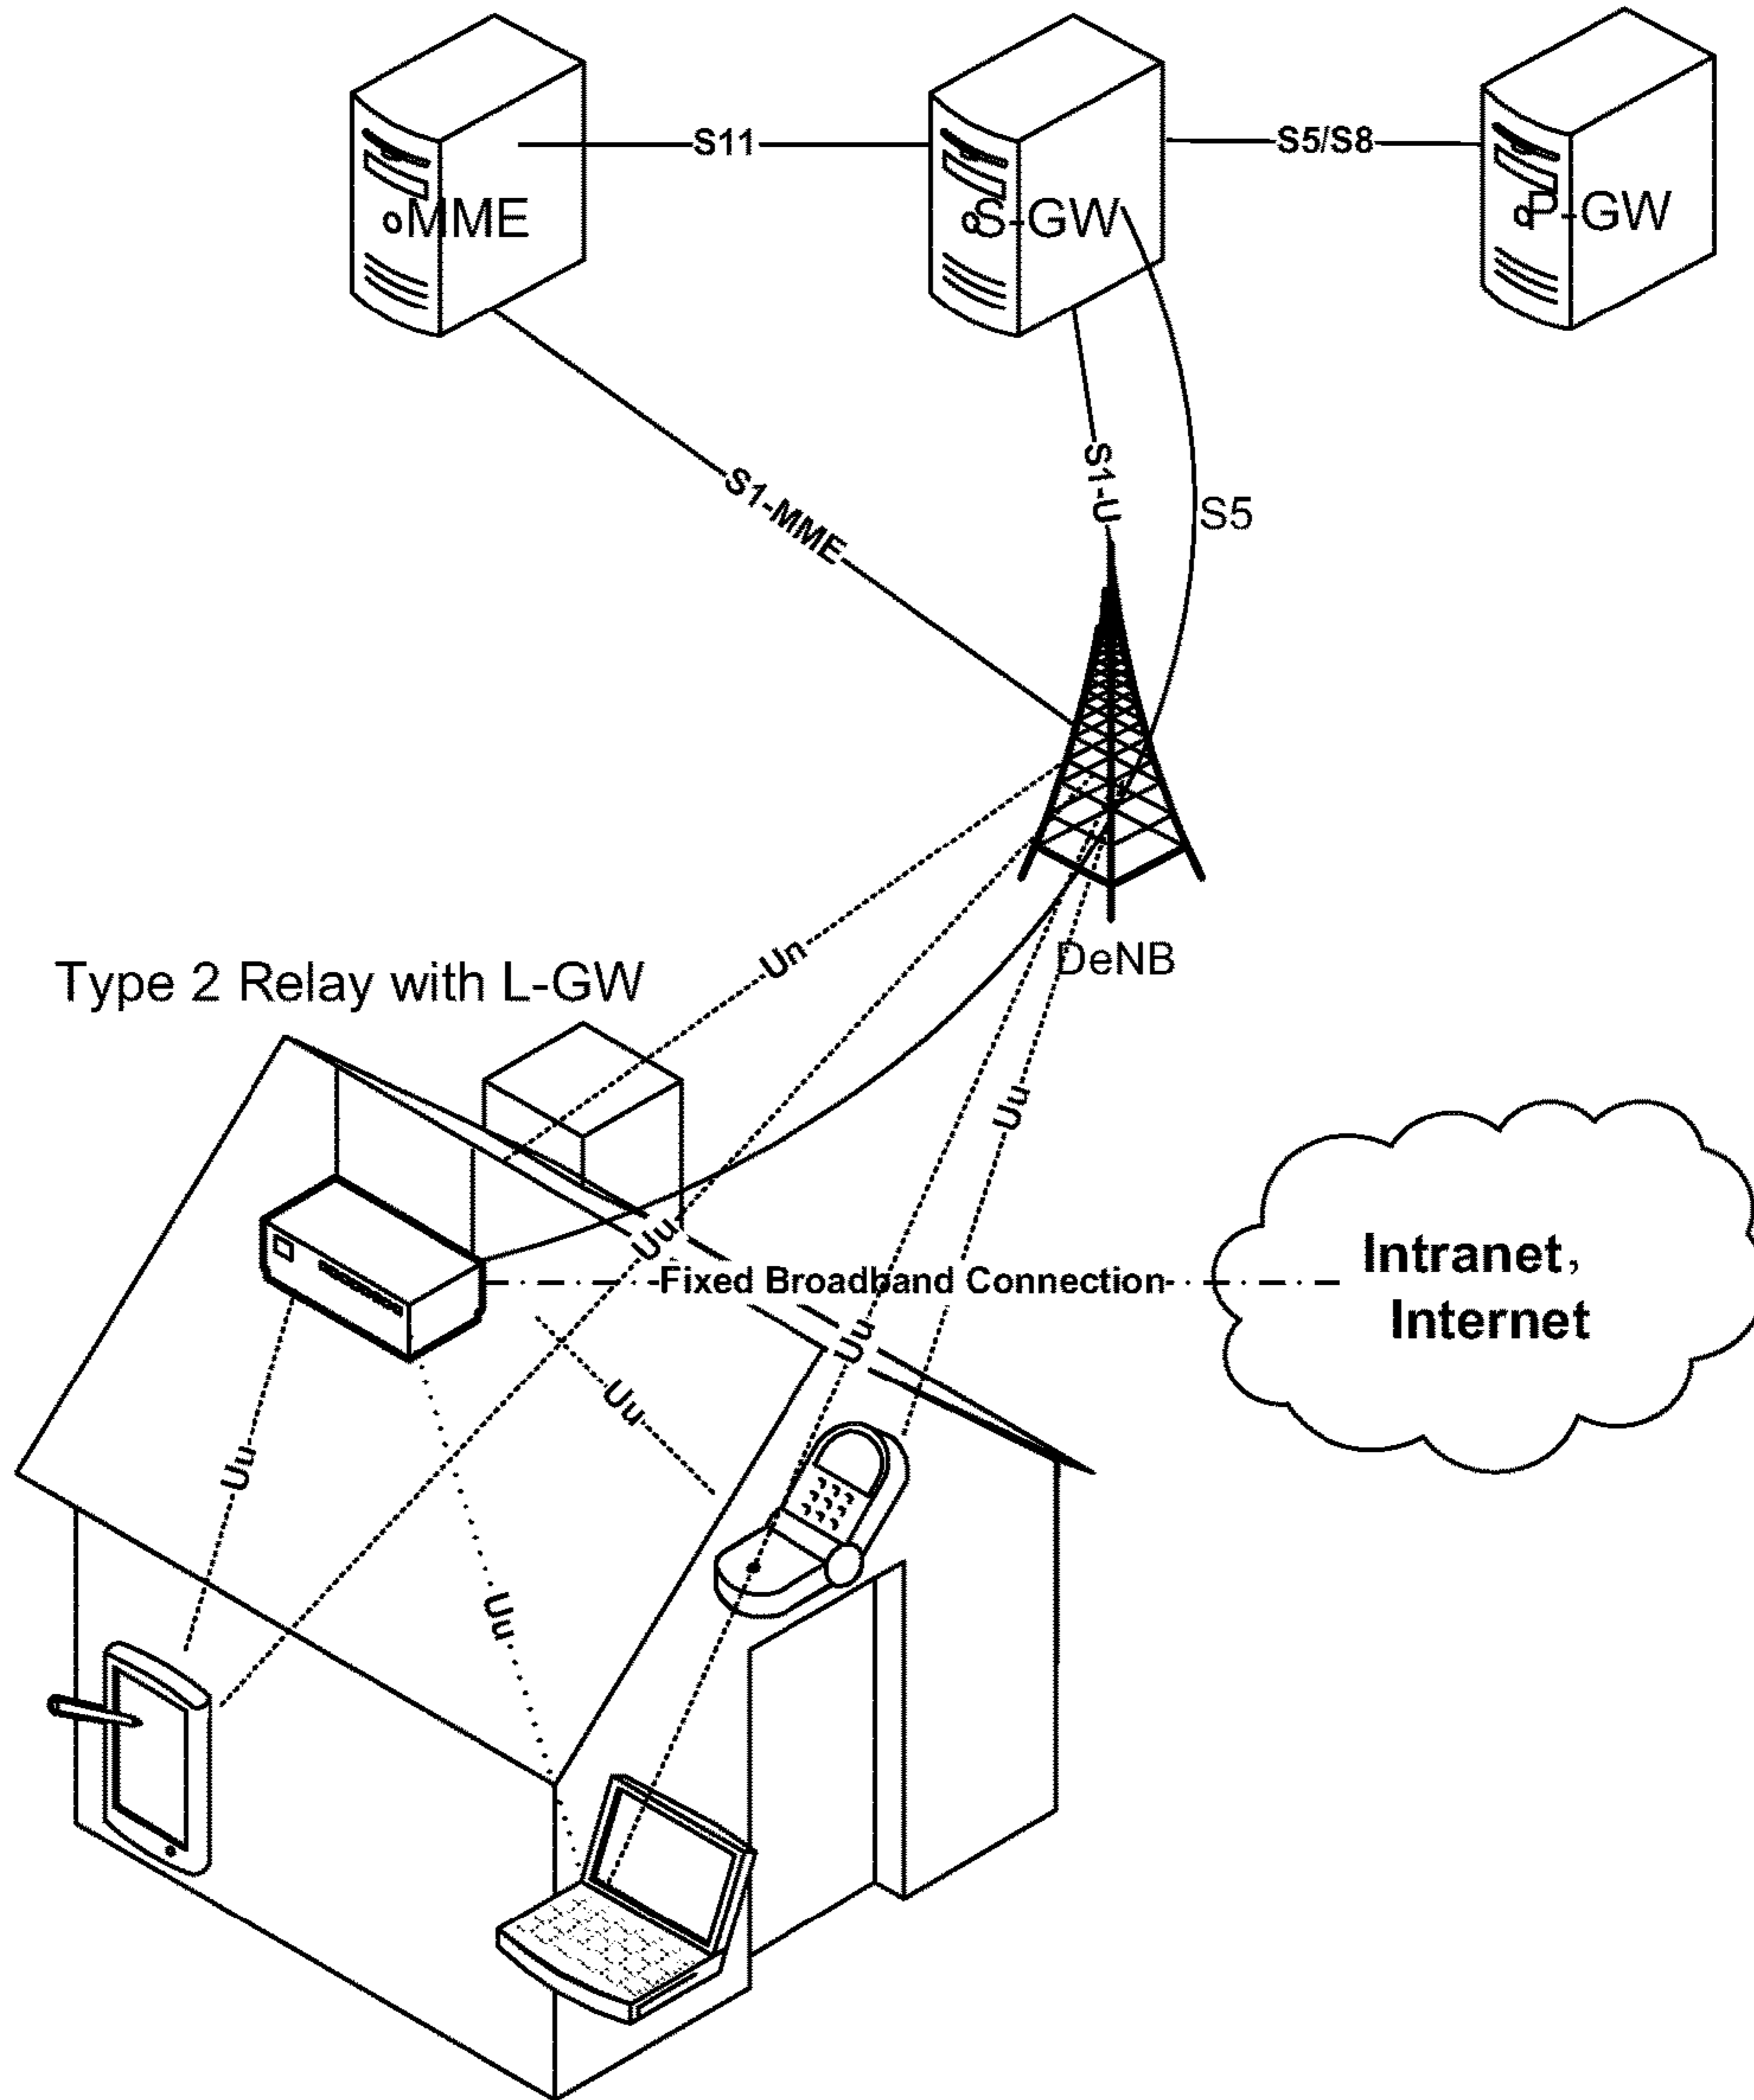 S11
S5/S8
MME
S-GW
P-GW
S1-MME
S1-U
S5
DeNB
Un
Type 2 Relay with L-GW
Uu
Uu
Fixed Broadband Connection
Intranet，
Internet
Uu
Uu
Uu
Uu